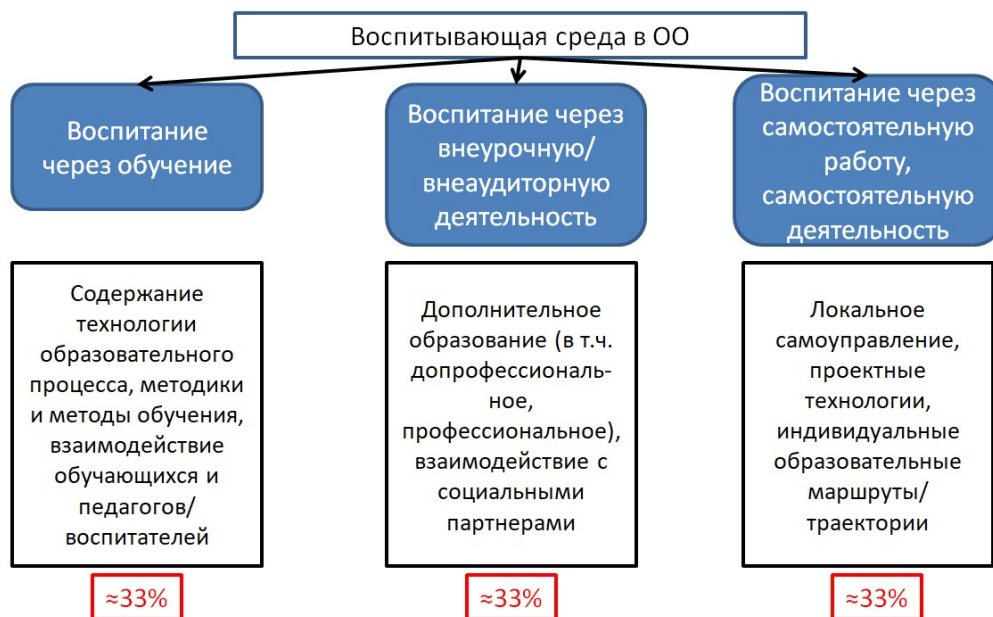 Воспитывающая среда в ОО
Воспитание
через обучение
Воспитание через
внеурочную/
внеаудиторную
деятельность
Воспитание через
самостоятельную
работу,
самостоятельную
деятельность
Содержание
технологии
образовательного
процесса, методики
и методы обучения,
взаимодействие
обучающихся и
педагогов/
воспитателей
Дополнительное
образование (в т.ч.
допрофессиональ-
ное,
профессиональное),
взаимодействие с
социальными
партнерами
Локальное
самоуправление,
проектные
технологии,
индивидуальные
образовательные
маршруты/
траектории
≈33%
≈33%
≈33%